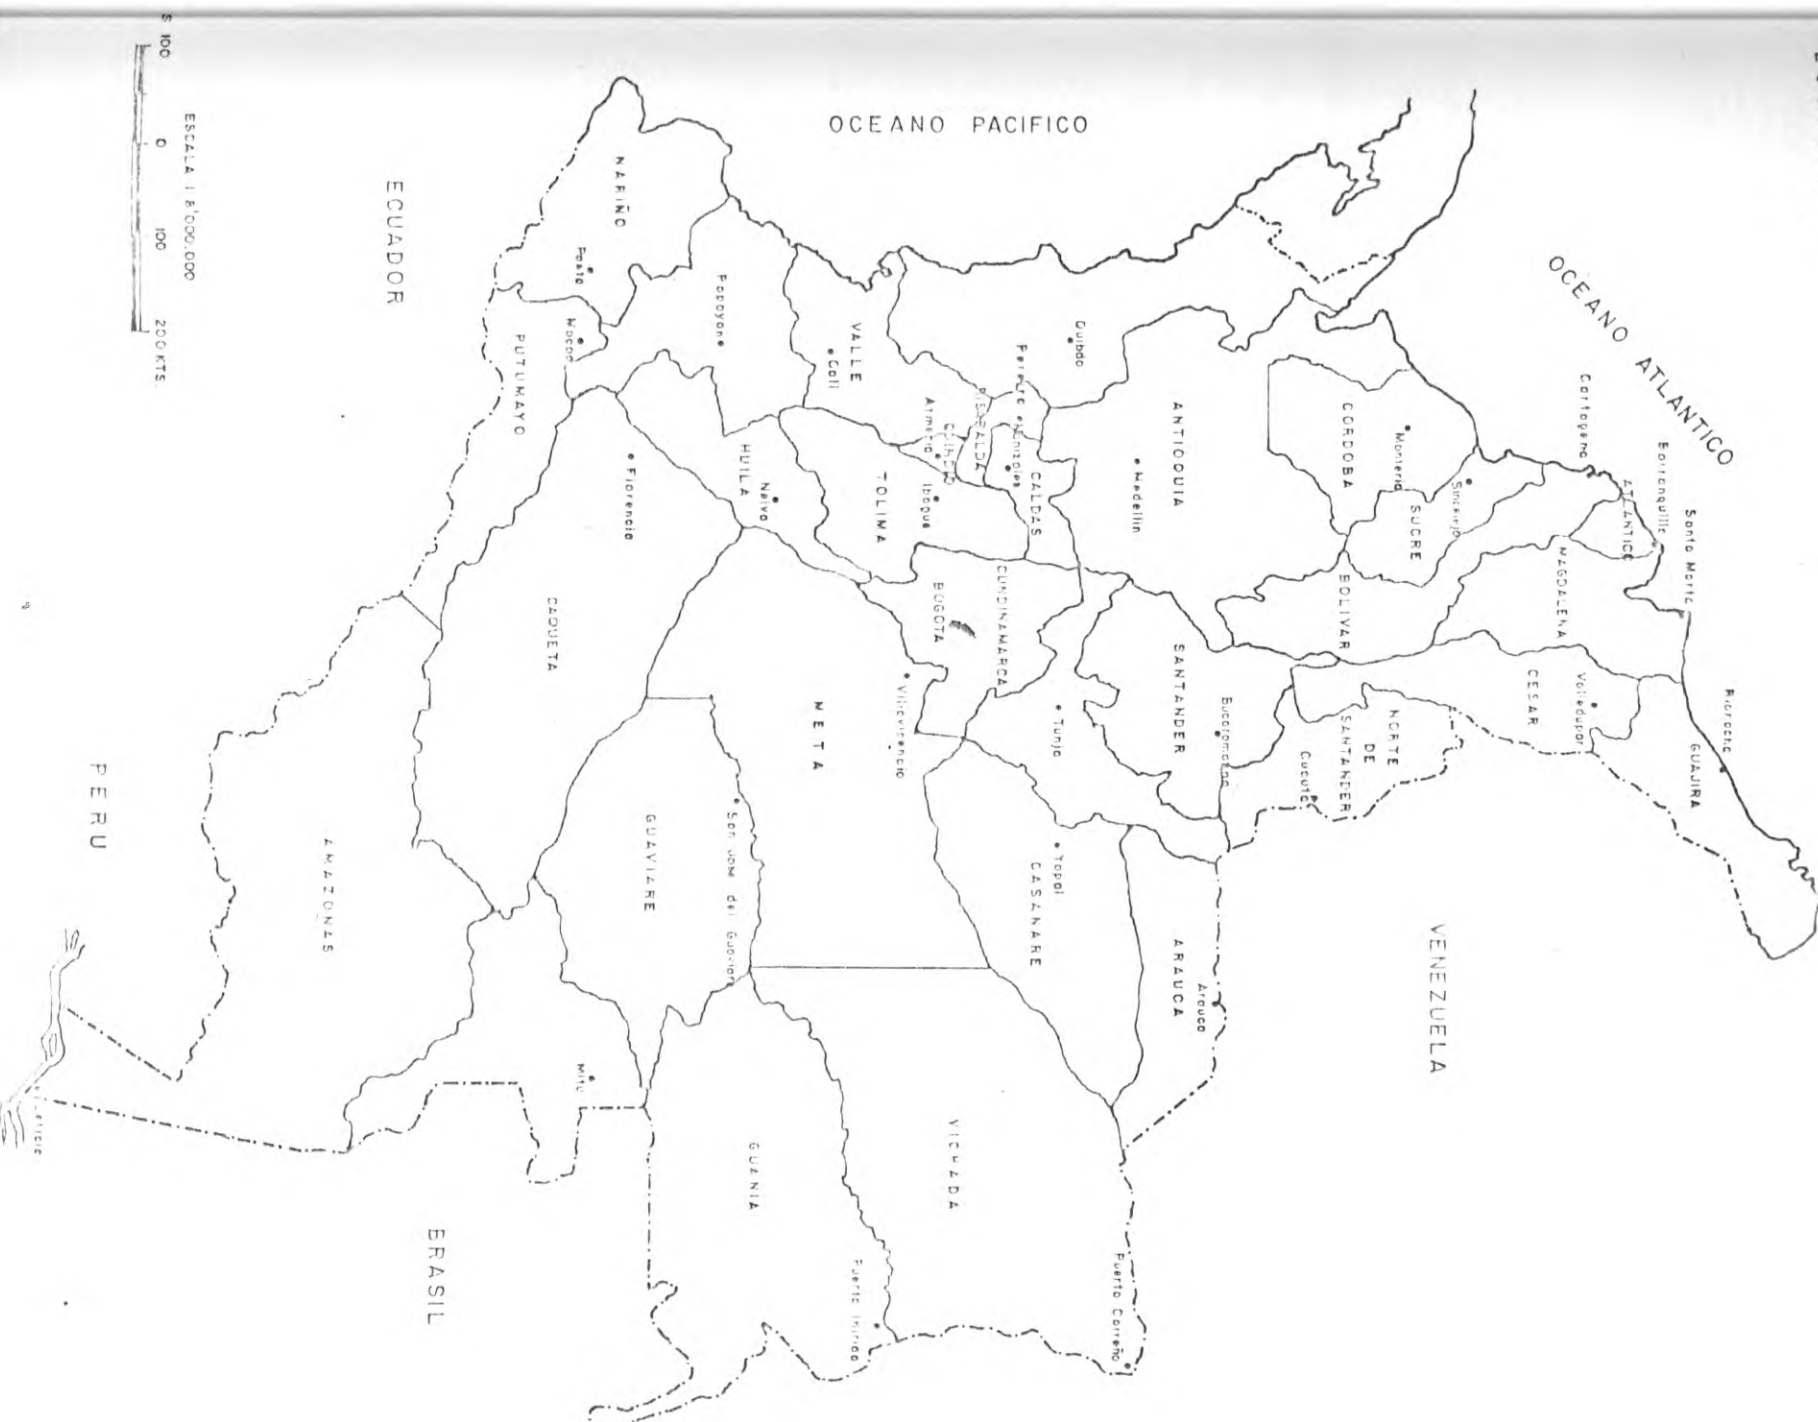 OCEANO ATLANTICO
Riohacha
Santa Marta
Barranquilla
Cartagena
GUAJIRA
ATLANTICO
Valledupar
MAGDALENA
CESAR
Sincelejo
SUCRE
Monteria
CORDOBA
BOLIVAR
NORTE
DE
SANTANDER
Cucuta
VENEZUELA
Bucaramanga
SANTANDER
ANTIOQUIA
Medellin
ARAUCA
Arauca
OCEANO PACIFICO
Quibdo
Tunja
Yopal
CASANARE
Puerto Carreño
Pereira
Manizales
CALDAS
RISARALDA
CUNDINAMARCA
BOGOTA
Armenia
QUINDIO
Ibague
TOLIMA
Villavicencio
VICHADA
VALLE
Cali
META
Puerto Inirida
HUILA
Neiva
Popayan
San Jose del Guaviare
GUANIA
GUAVIARE
NARIÑO
Pasto
Florencia
Mocoa
CAQUETA
Mitu
PUTUMAYO
ECUADOR
AMAZONAS
BRASIL
PERU
Leticia
ESCALA 1 8'000.000
100 0 100 200 KTS.